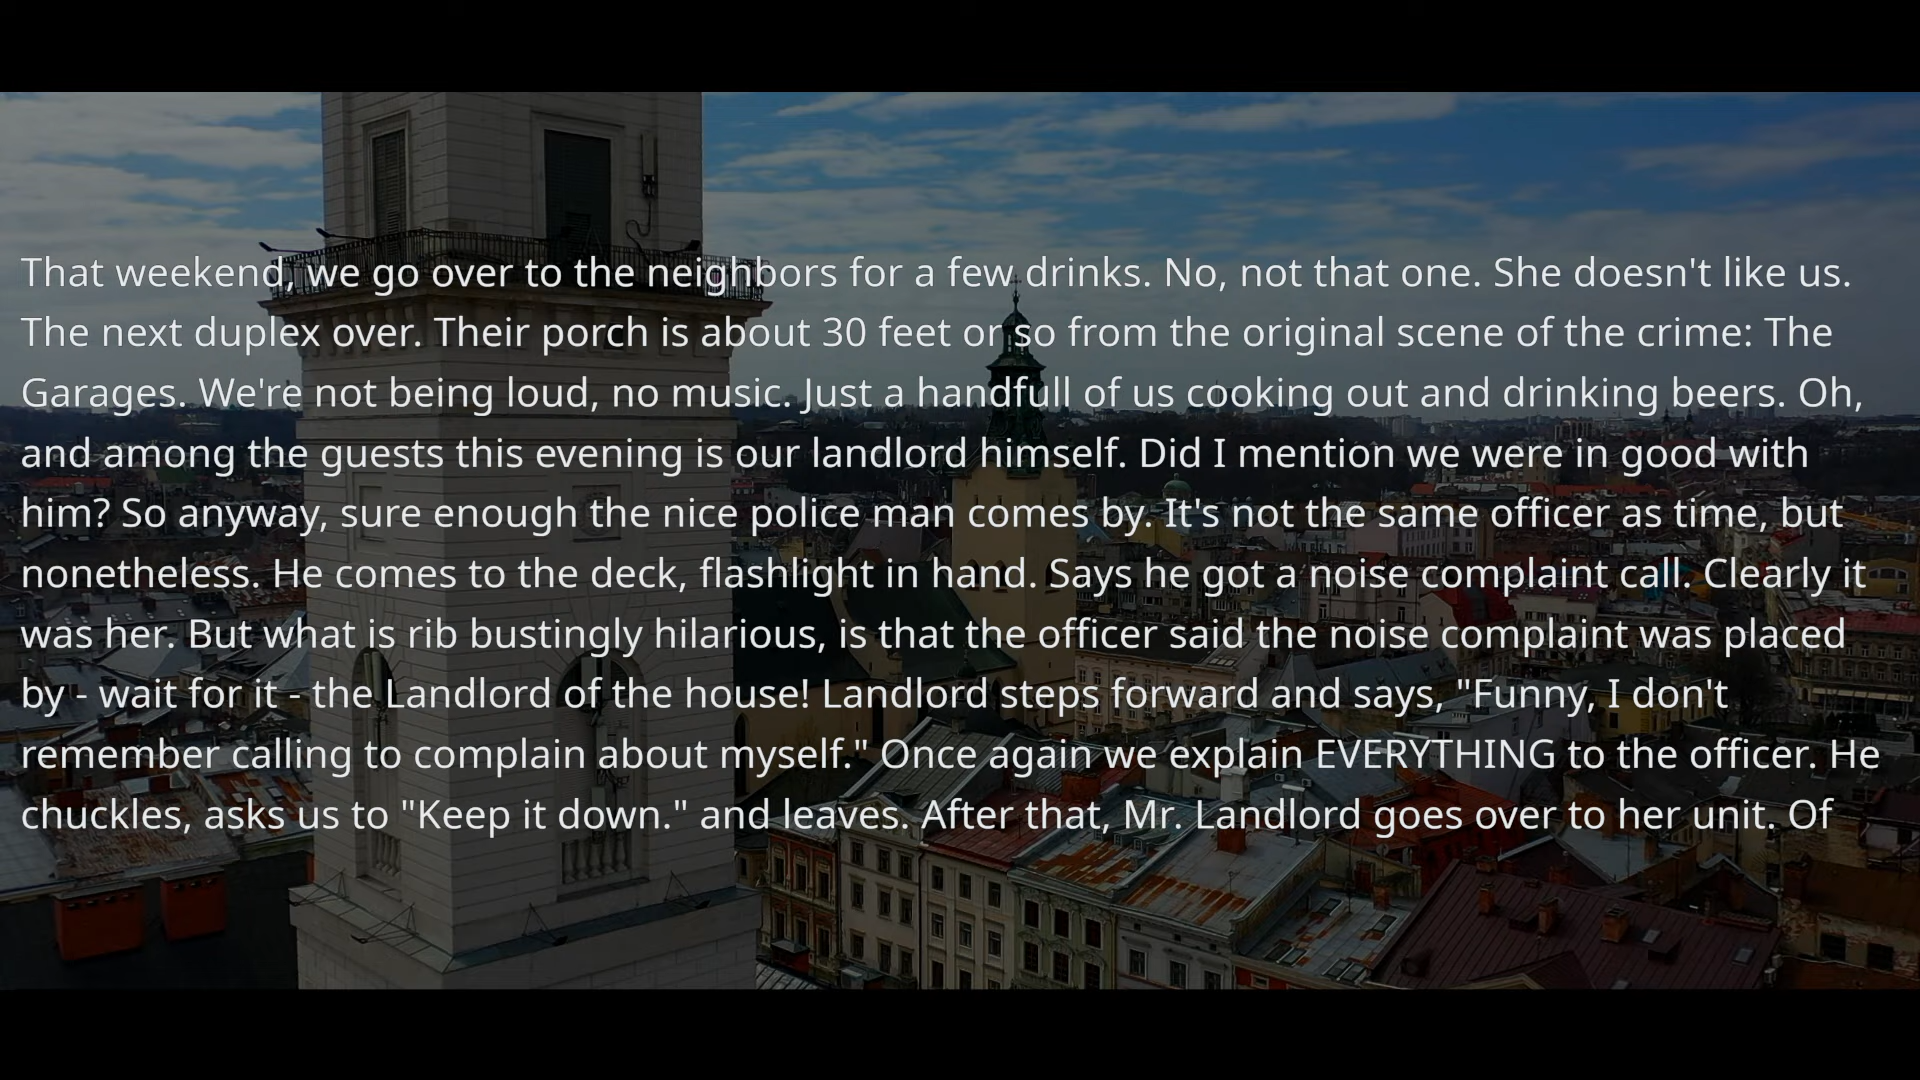 That weekend, we go over to the neighbors for a few drinks. No, not that one. She doesn't like us.
The next duplex over. Their porch is about 30 feet or so from the original scene of the crime: The
Garages. We're not being loud, no music. Just a handfull of us cooking out and drinking beers. Oh,
and among the guests this evening is our landlord himself. Did I mention we were in good with
him? So anyway, sure enough the nice police man comes by. It's not the same officer as time, but
nonetheless. He comes to the deck, flashlight in hand. Says he got a noise complaint call. Clearly it
was her. But what is rib bustingly hilarious, is that the officer said the noise complaint was placed
by - wait for it - the Landlord of the house! Landlord steps forward and says, "Funny, I don't
remember calling to complain about myself." Once again we explain EVERYTHING to the officer. He
chuckles, asks us to "Keep it down." and leaves. After that, Mr. Landlord goes over to her unit. Of